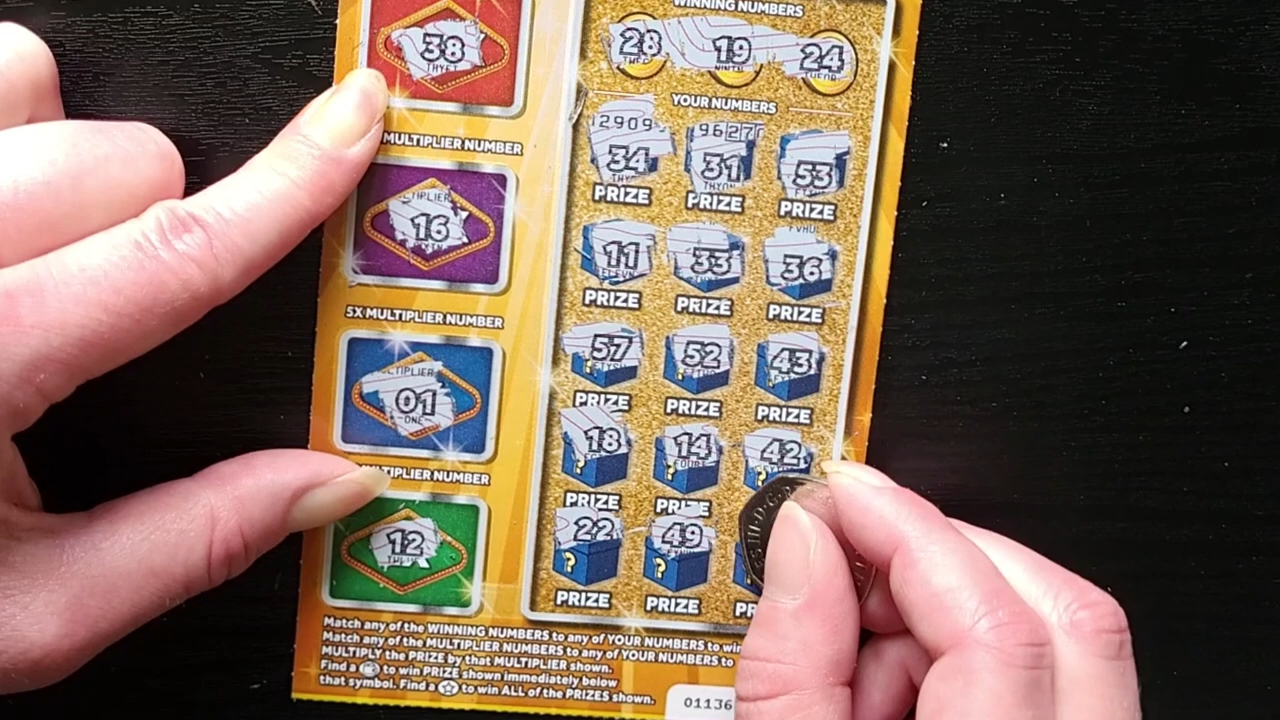 WINNING NUMBERS
28 19 24
38
YOUR NUMBERS
12909 9627
34 31 53
PRIZE PRIZE PRIZE
MULTIPLIER NUMBER
16
11 33 36
PRIZE PRIZE PRIZE
5X MULTIPLIER NUMBER
01
ONE
57 52 43
PRIZE PRIZE PRIZE
MULTIPLIER NUMBER
12
18 14 42
PRIZE PRIZE
22 49
? ?
PRIZE PRIZE PR
Match any of the WINNING NUMBERS to any of YOUR NUMBERS to win
Match any of the MULTIPLIER NUMBERS to any of YOUR NUMBERS to
MULTIPLY the PRIZE by that MULTIPLIER shown.
Find a to win PRIZE shown immediately below
that symbol. Find a to win ALL of the PRIZES shown.
01136